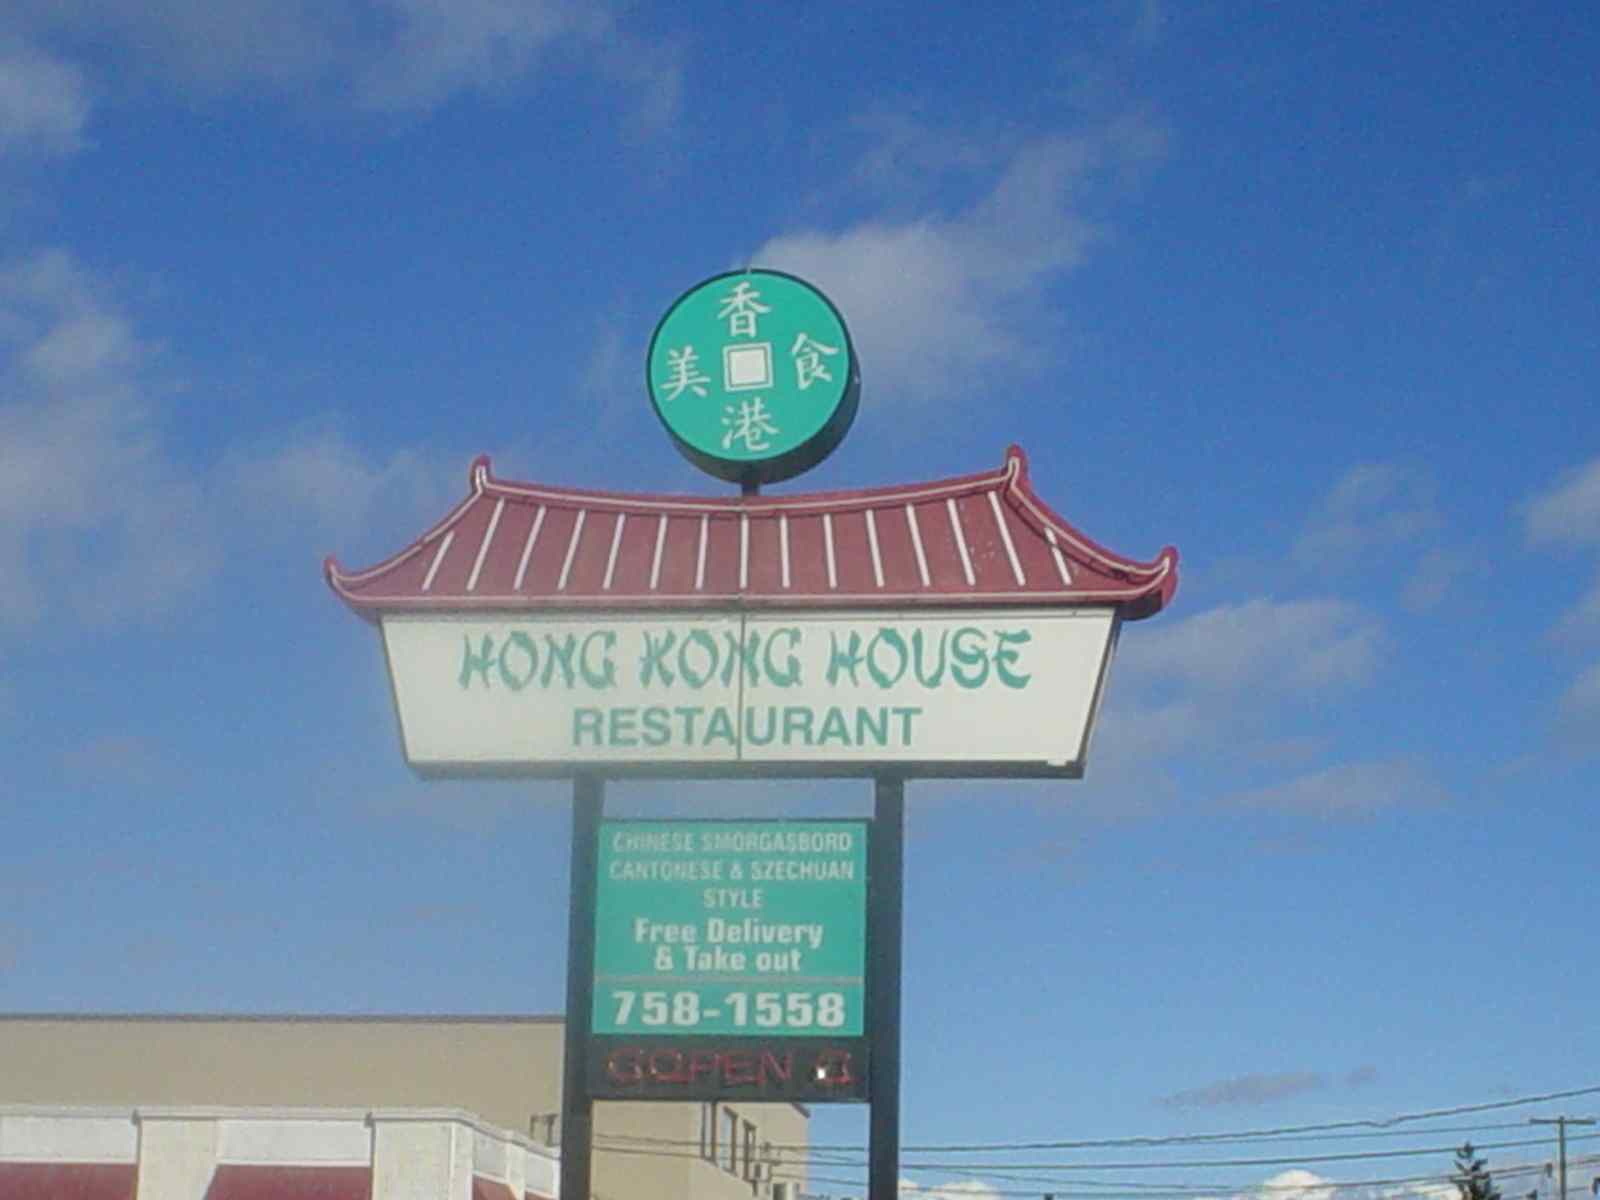 香
美 食
港
HONG KONG HOUSE
RESTAURANT
CHINESE SMORGASBORD
CANTONESE & SZECHUAN
STYLE
Free Delivery
& Take out
758-1558
OPEN